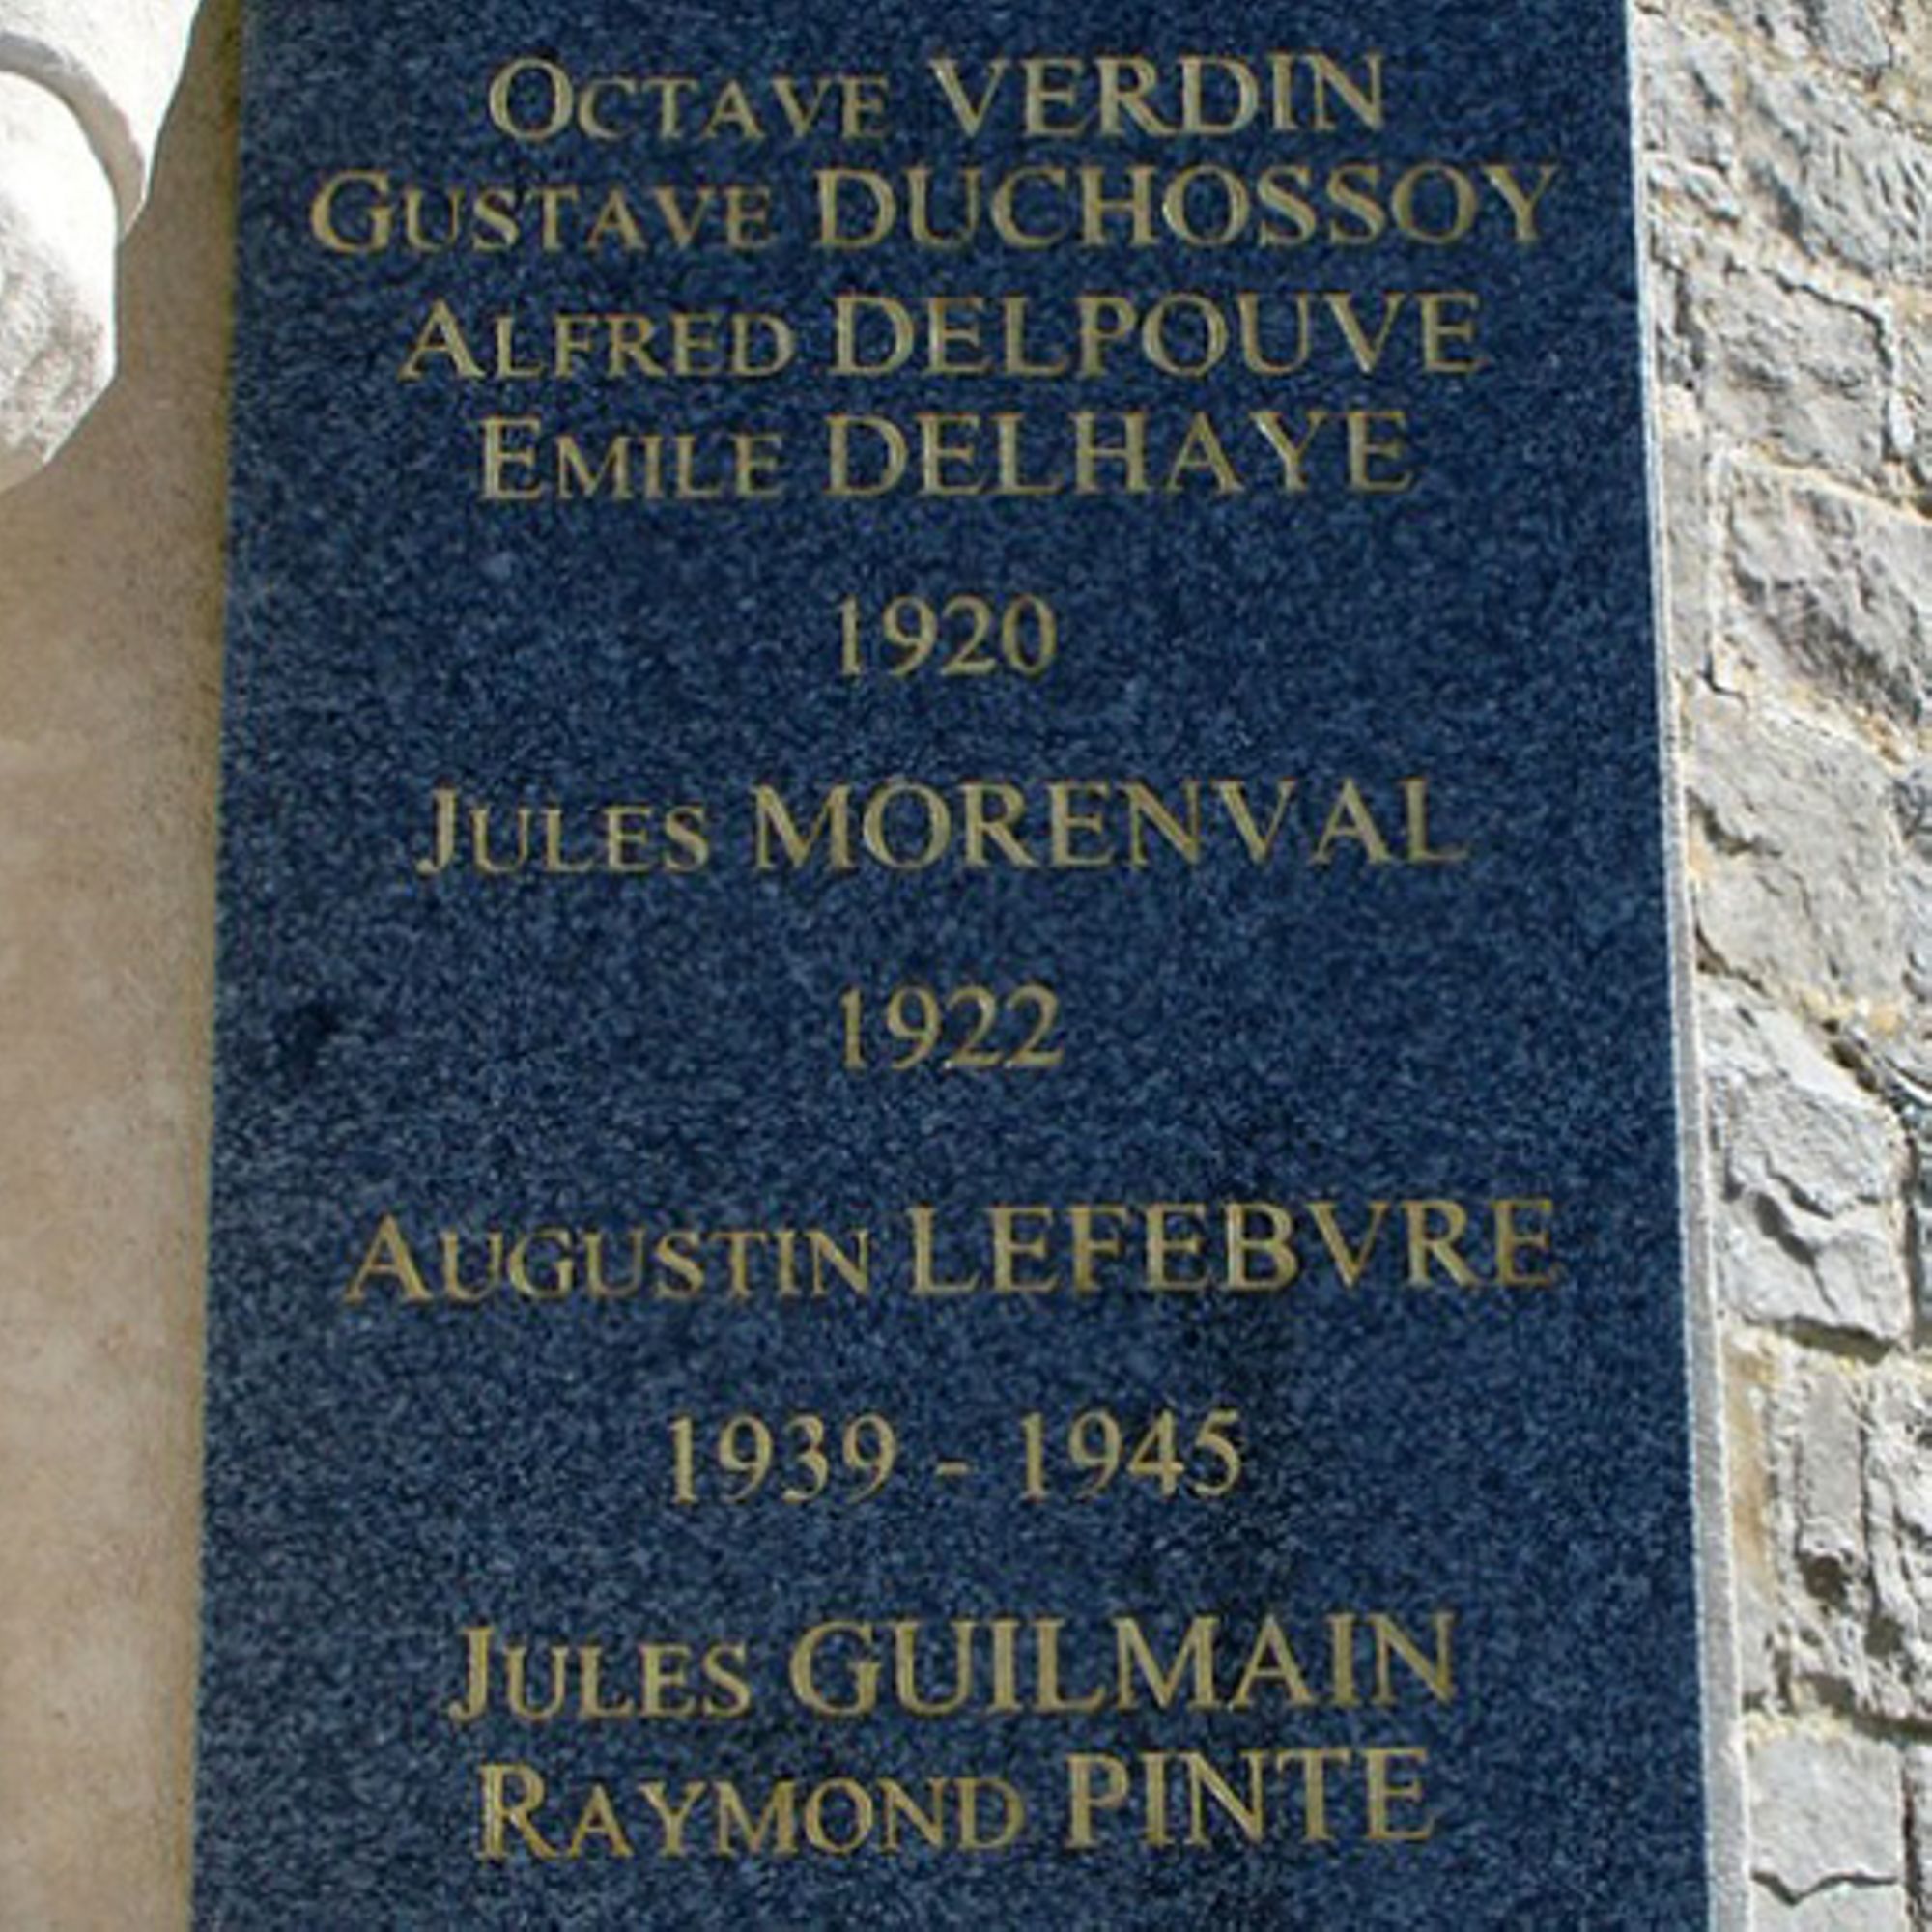 OCTAVE VERDIN
GUSTAVE DUCHOSSOY
ALFRED DELPOUVE
EMILE DELHAYE
1920
JULES MORENVAL
1922
AUGUSTIN LEFEBVRE
1939 - 1945
JULES GUILMAIN
RAYMOND PINTE